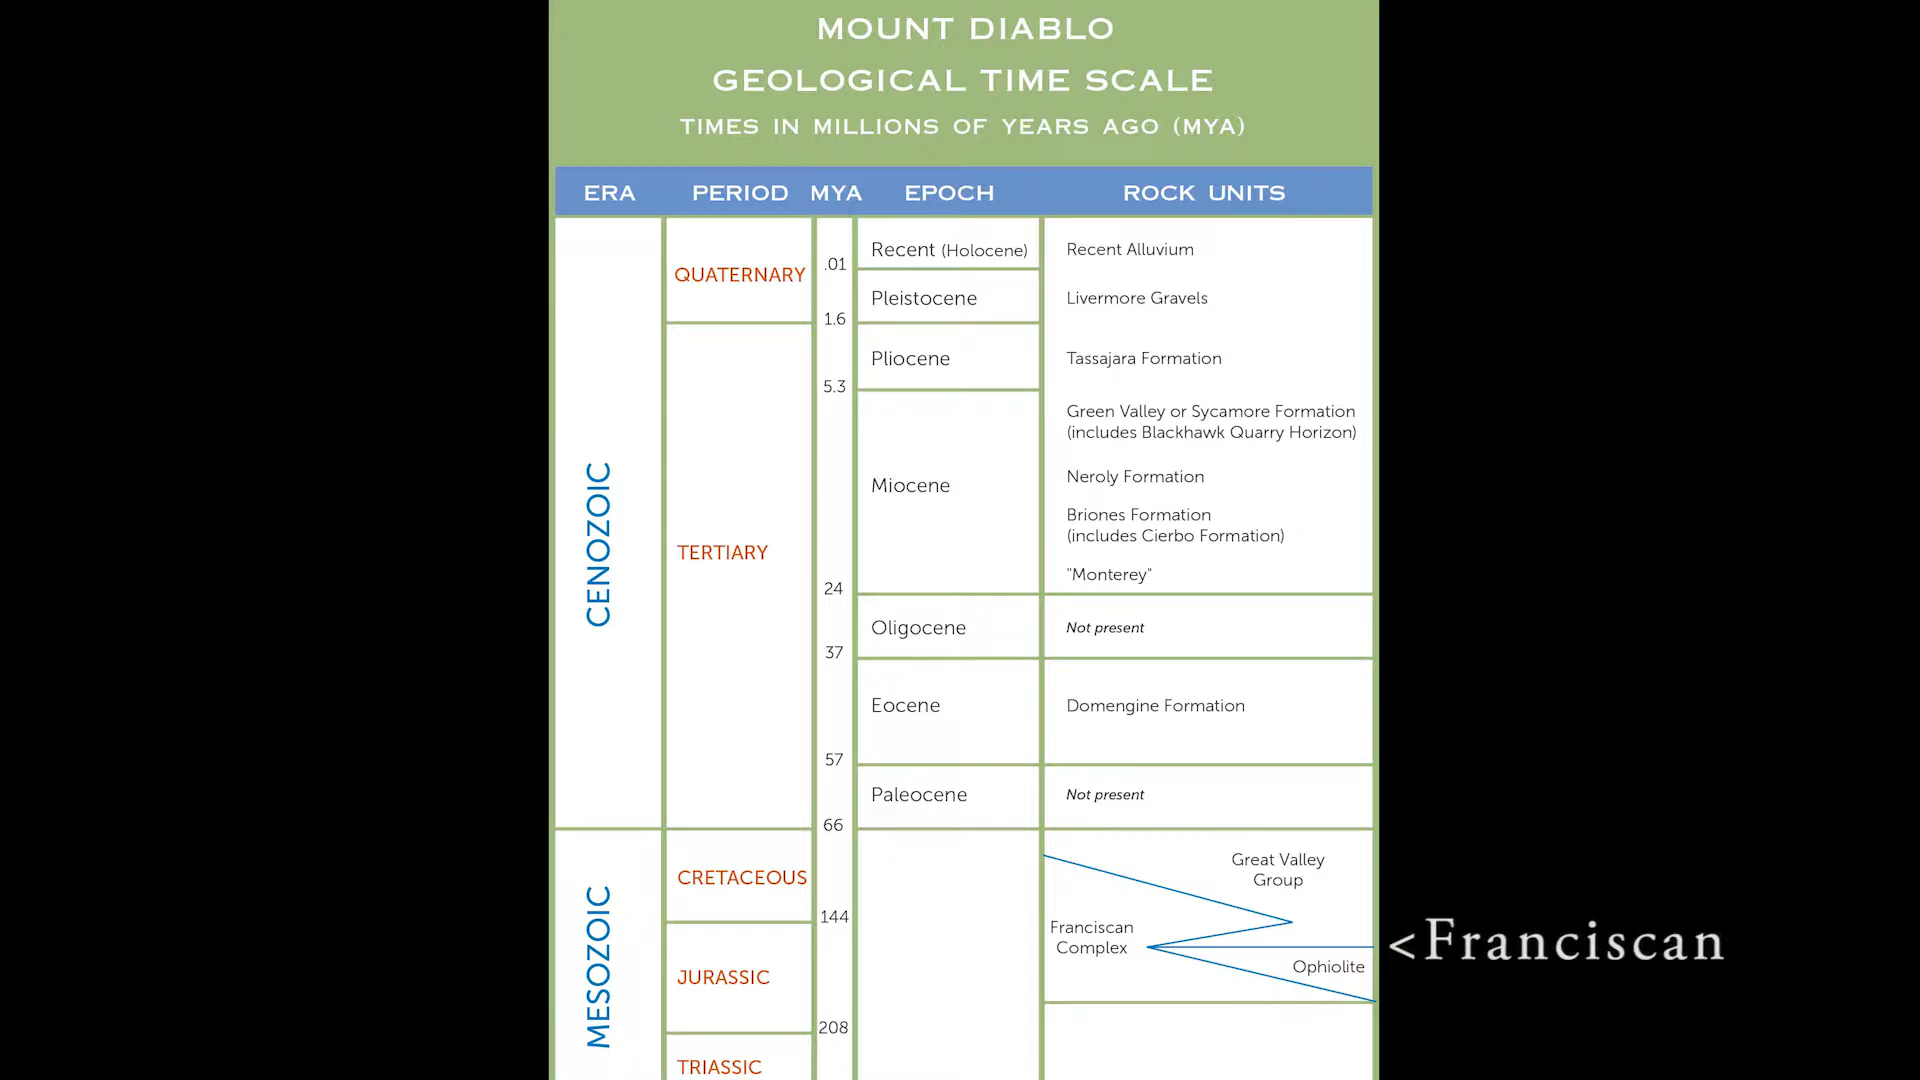 MOUNT DIABLO
GEOLOGICAL TIME SCALE
TIMES IN MILLIONS OF YEARS AGO (MYA)
ERA PERIOD MYA EPOCH ROCK UNITS
CENOZOIC
QUATERNARY
.01
Recent (Holocene)
Recent Alluvium
Pleistocene
Livermore Gravels
1.6
TERTIARY
Pliocene
Tassajara Formation
5.3
Miocene
Green Valley or Sycamore Formation
(includes Blackhawk Quarry Horizon)
Neroly Formation
Briones Formation
(includes Cierbo Formation)
"Monterey"
24
Oligocene
Not present
37
Eocene
Domengine Formation
57
Paleocene
Not present
66
MESOZOIC
CRETACEOUS
144
Great Valley
Group
Franciscan
Complex
<Franciscan
JURASSIC
Ophiolite
208
TRIASSIC